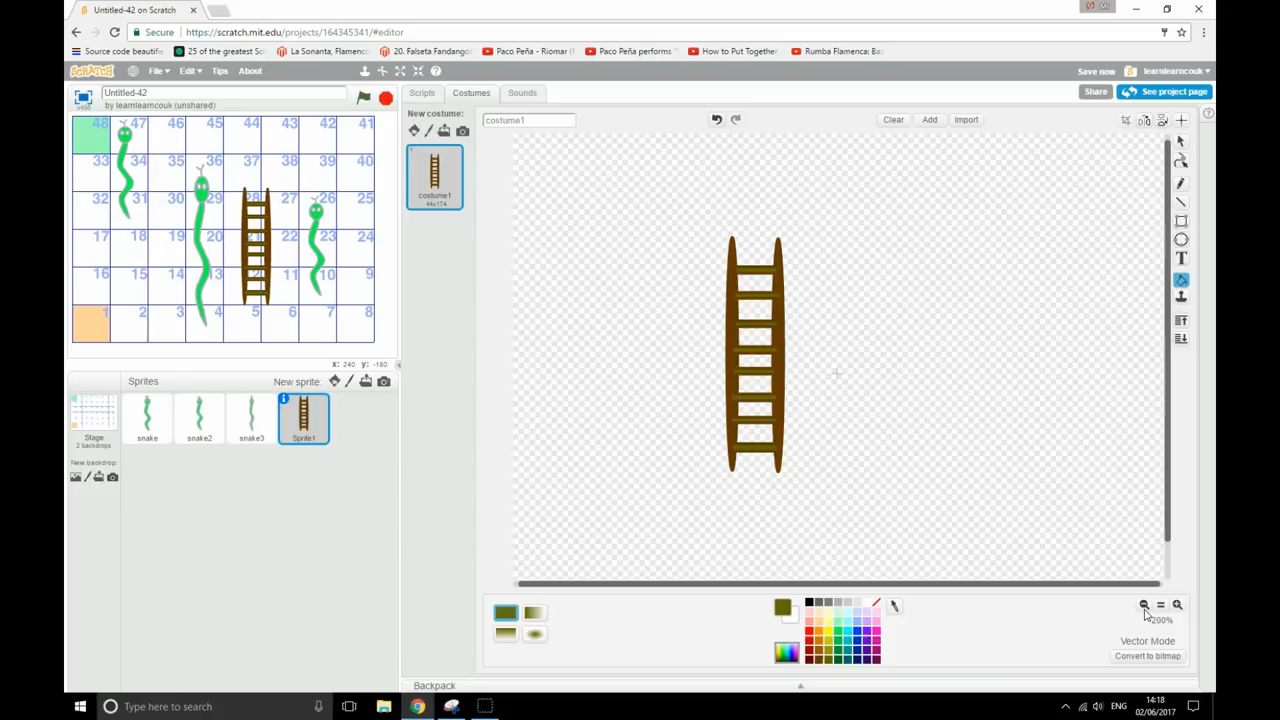 Untitled-42 on Scratch
Secure https://scratch.mit.edu/projects/164345341/#editor
Source code beautifie 25 of the greatest Scr La Sonanta, Flamenco 20. Falseta Fandango: Paco Peña - Riomar (F Paco Peña performs " How to Put Together Rumba Flamenca: Bas
SCRATCH File Edit Tips About Save now learnlearncouk
Untitled-42
by learnlearncouk (unshared)
Scripts Costumes Sounds Share See project page
New costume: costume1 Clear Add Import
48 47 46 45 44 43 42 41
33 34 35 36 37 38 39 40
32 31 29 28 27 26 25
17 18 19 20 21 22 23 24
16 15 14 13 12 11 10 9
1 2 3 4 5 6 7 8
1
costume1
44x174
x: 240 y: -180
Sprites New sprite:
Stage
2 backdrops
snake snake2 snake3 Sprite1
New backdrop:
200%
Vector Mode
Convert to bitmap
Backpack
Type here to search
ENG
14:18
02/06/2017